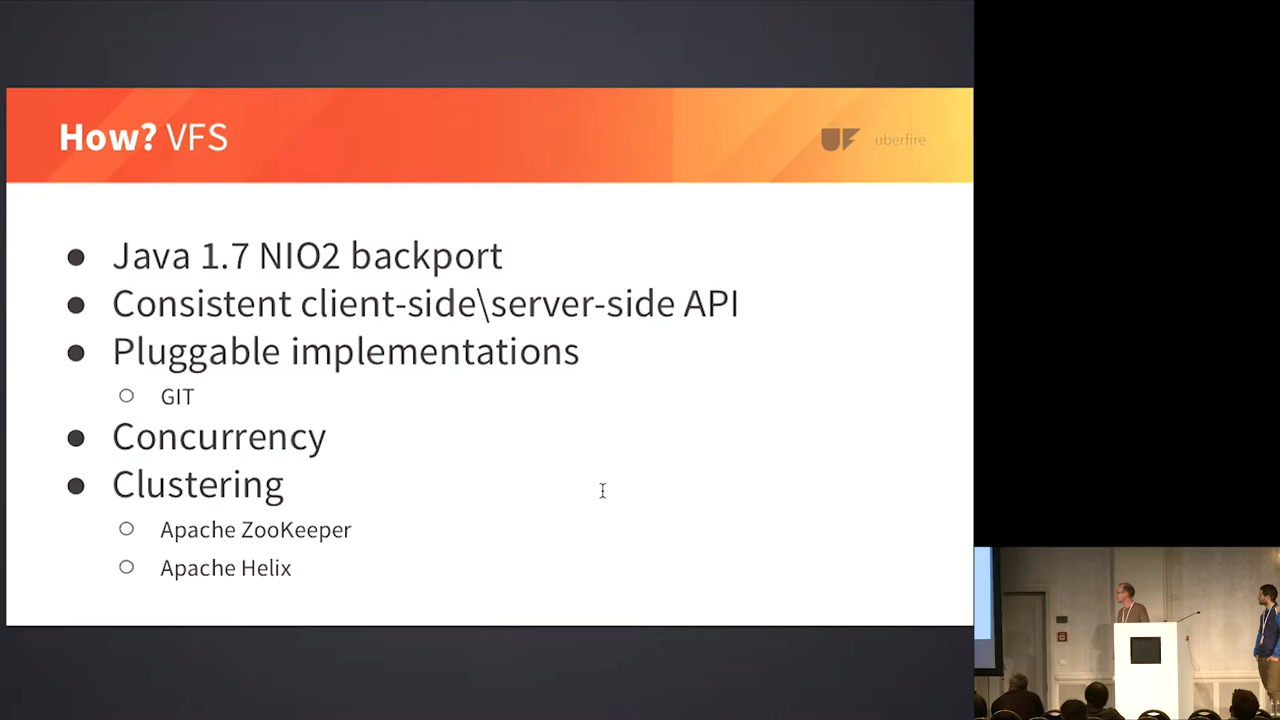 How? VFS
uberfire
Java 1.7 NIO2 backport
Consistent client-side\server-side API
Pluggable implementations
GIT
Concurrency
Clustering
Apache ZooKeeper
Apache Helix